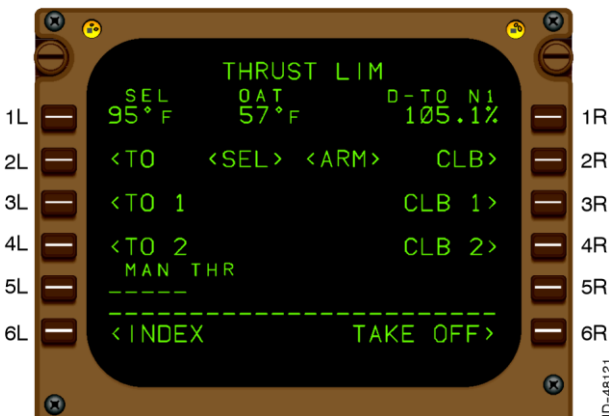 THRUST LIM
SEL OAT D-TO N1
1L 95°F 57°F 105.1% 1R
2L <TO <SEL> <ARM> CLB> 2R
3L <TO 1 CLB 1> 3R
4L <TO 2 CLB 2> 4R
MAN THR
5L ----- 5R
------------------------
6L <INDEX TAKE OFF> 6R
D-48121